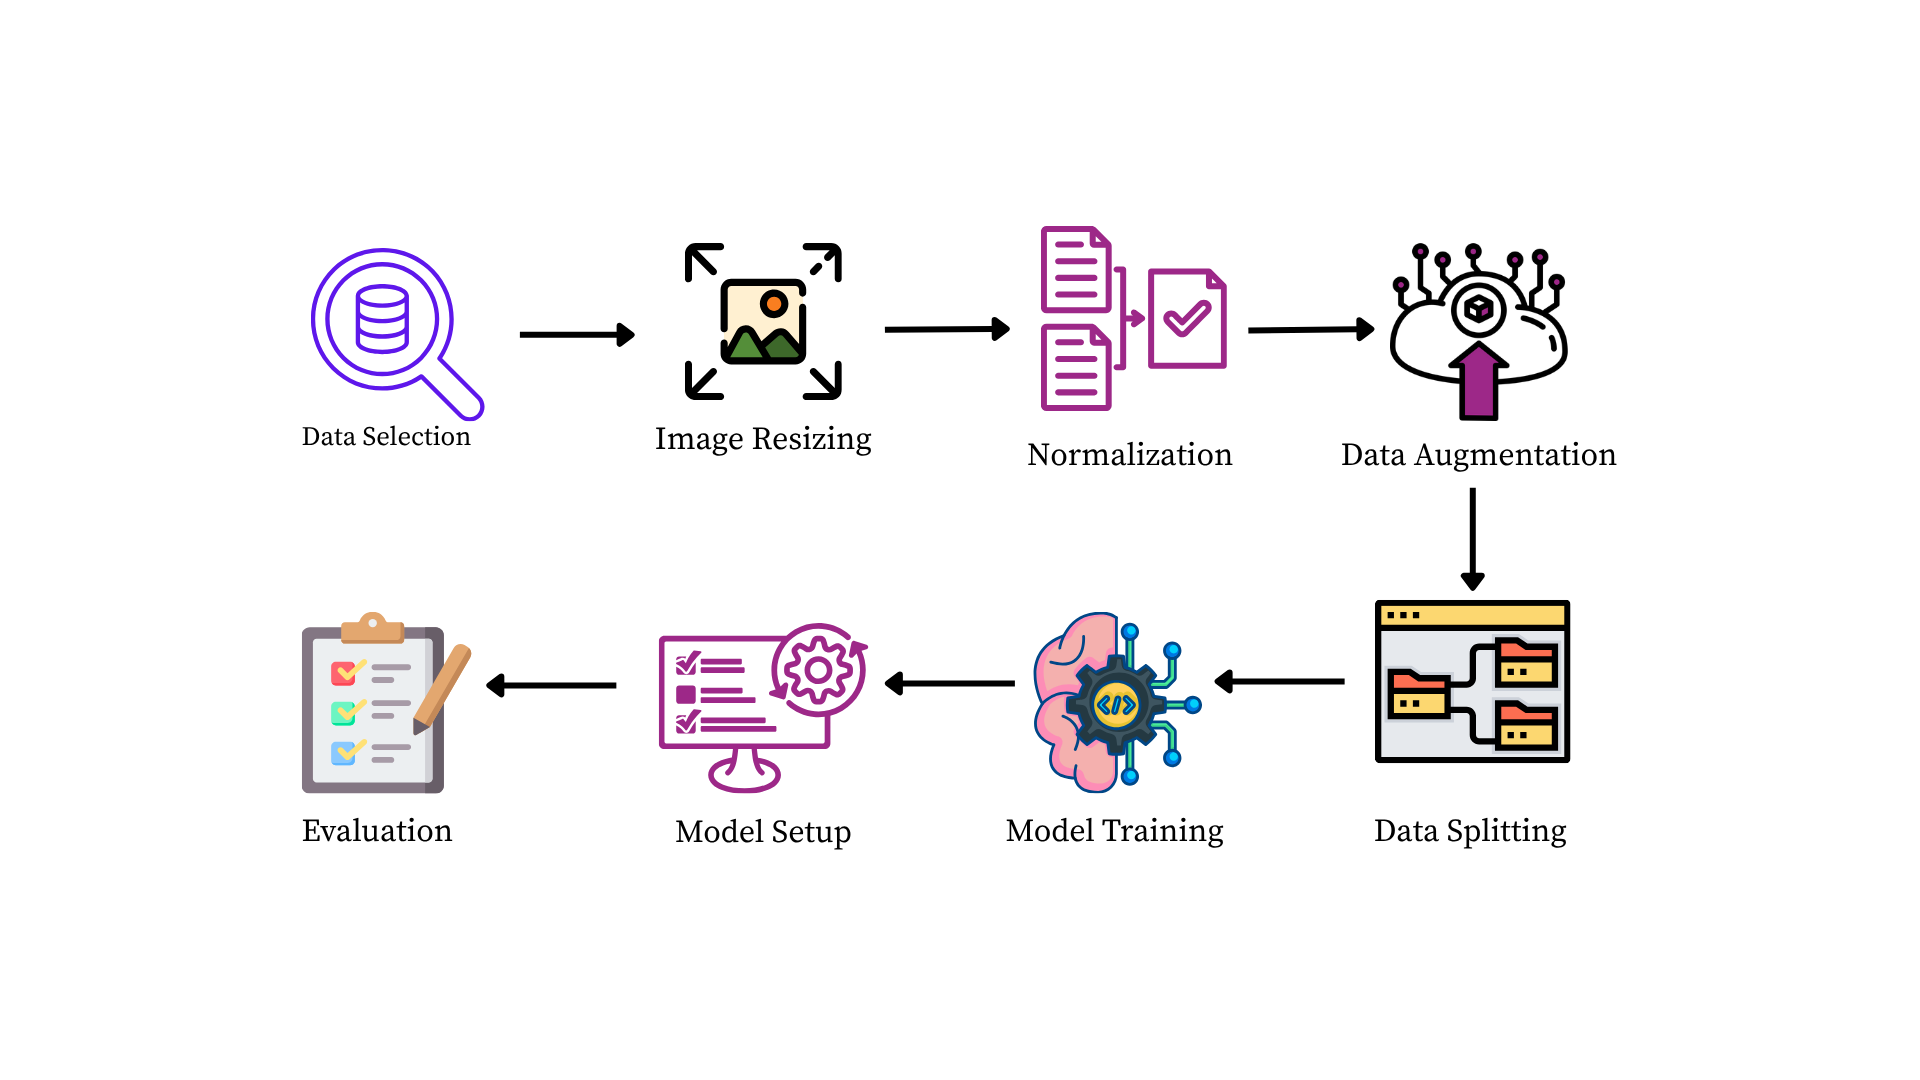 Data Selection
Image Resizing
Normalization
Data Augmentation
Data Splitting
Model Training
Model Setup
Evaluation